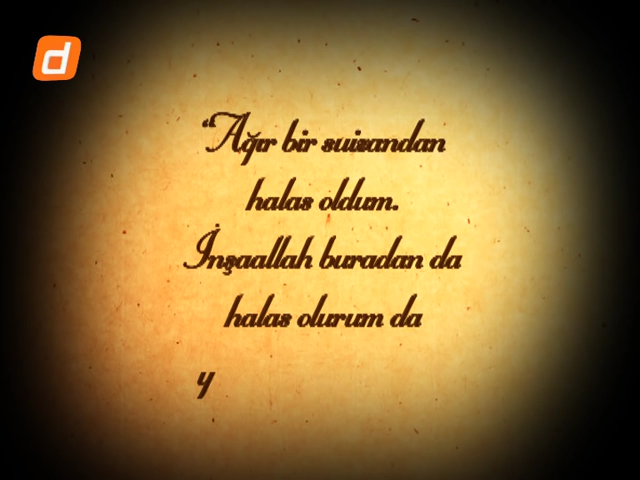 d
“Ağır bir suizandan
halas oldum.
İnşaallah buradan da
halas olurum da
y